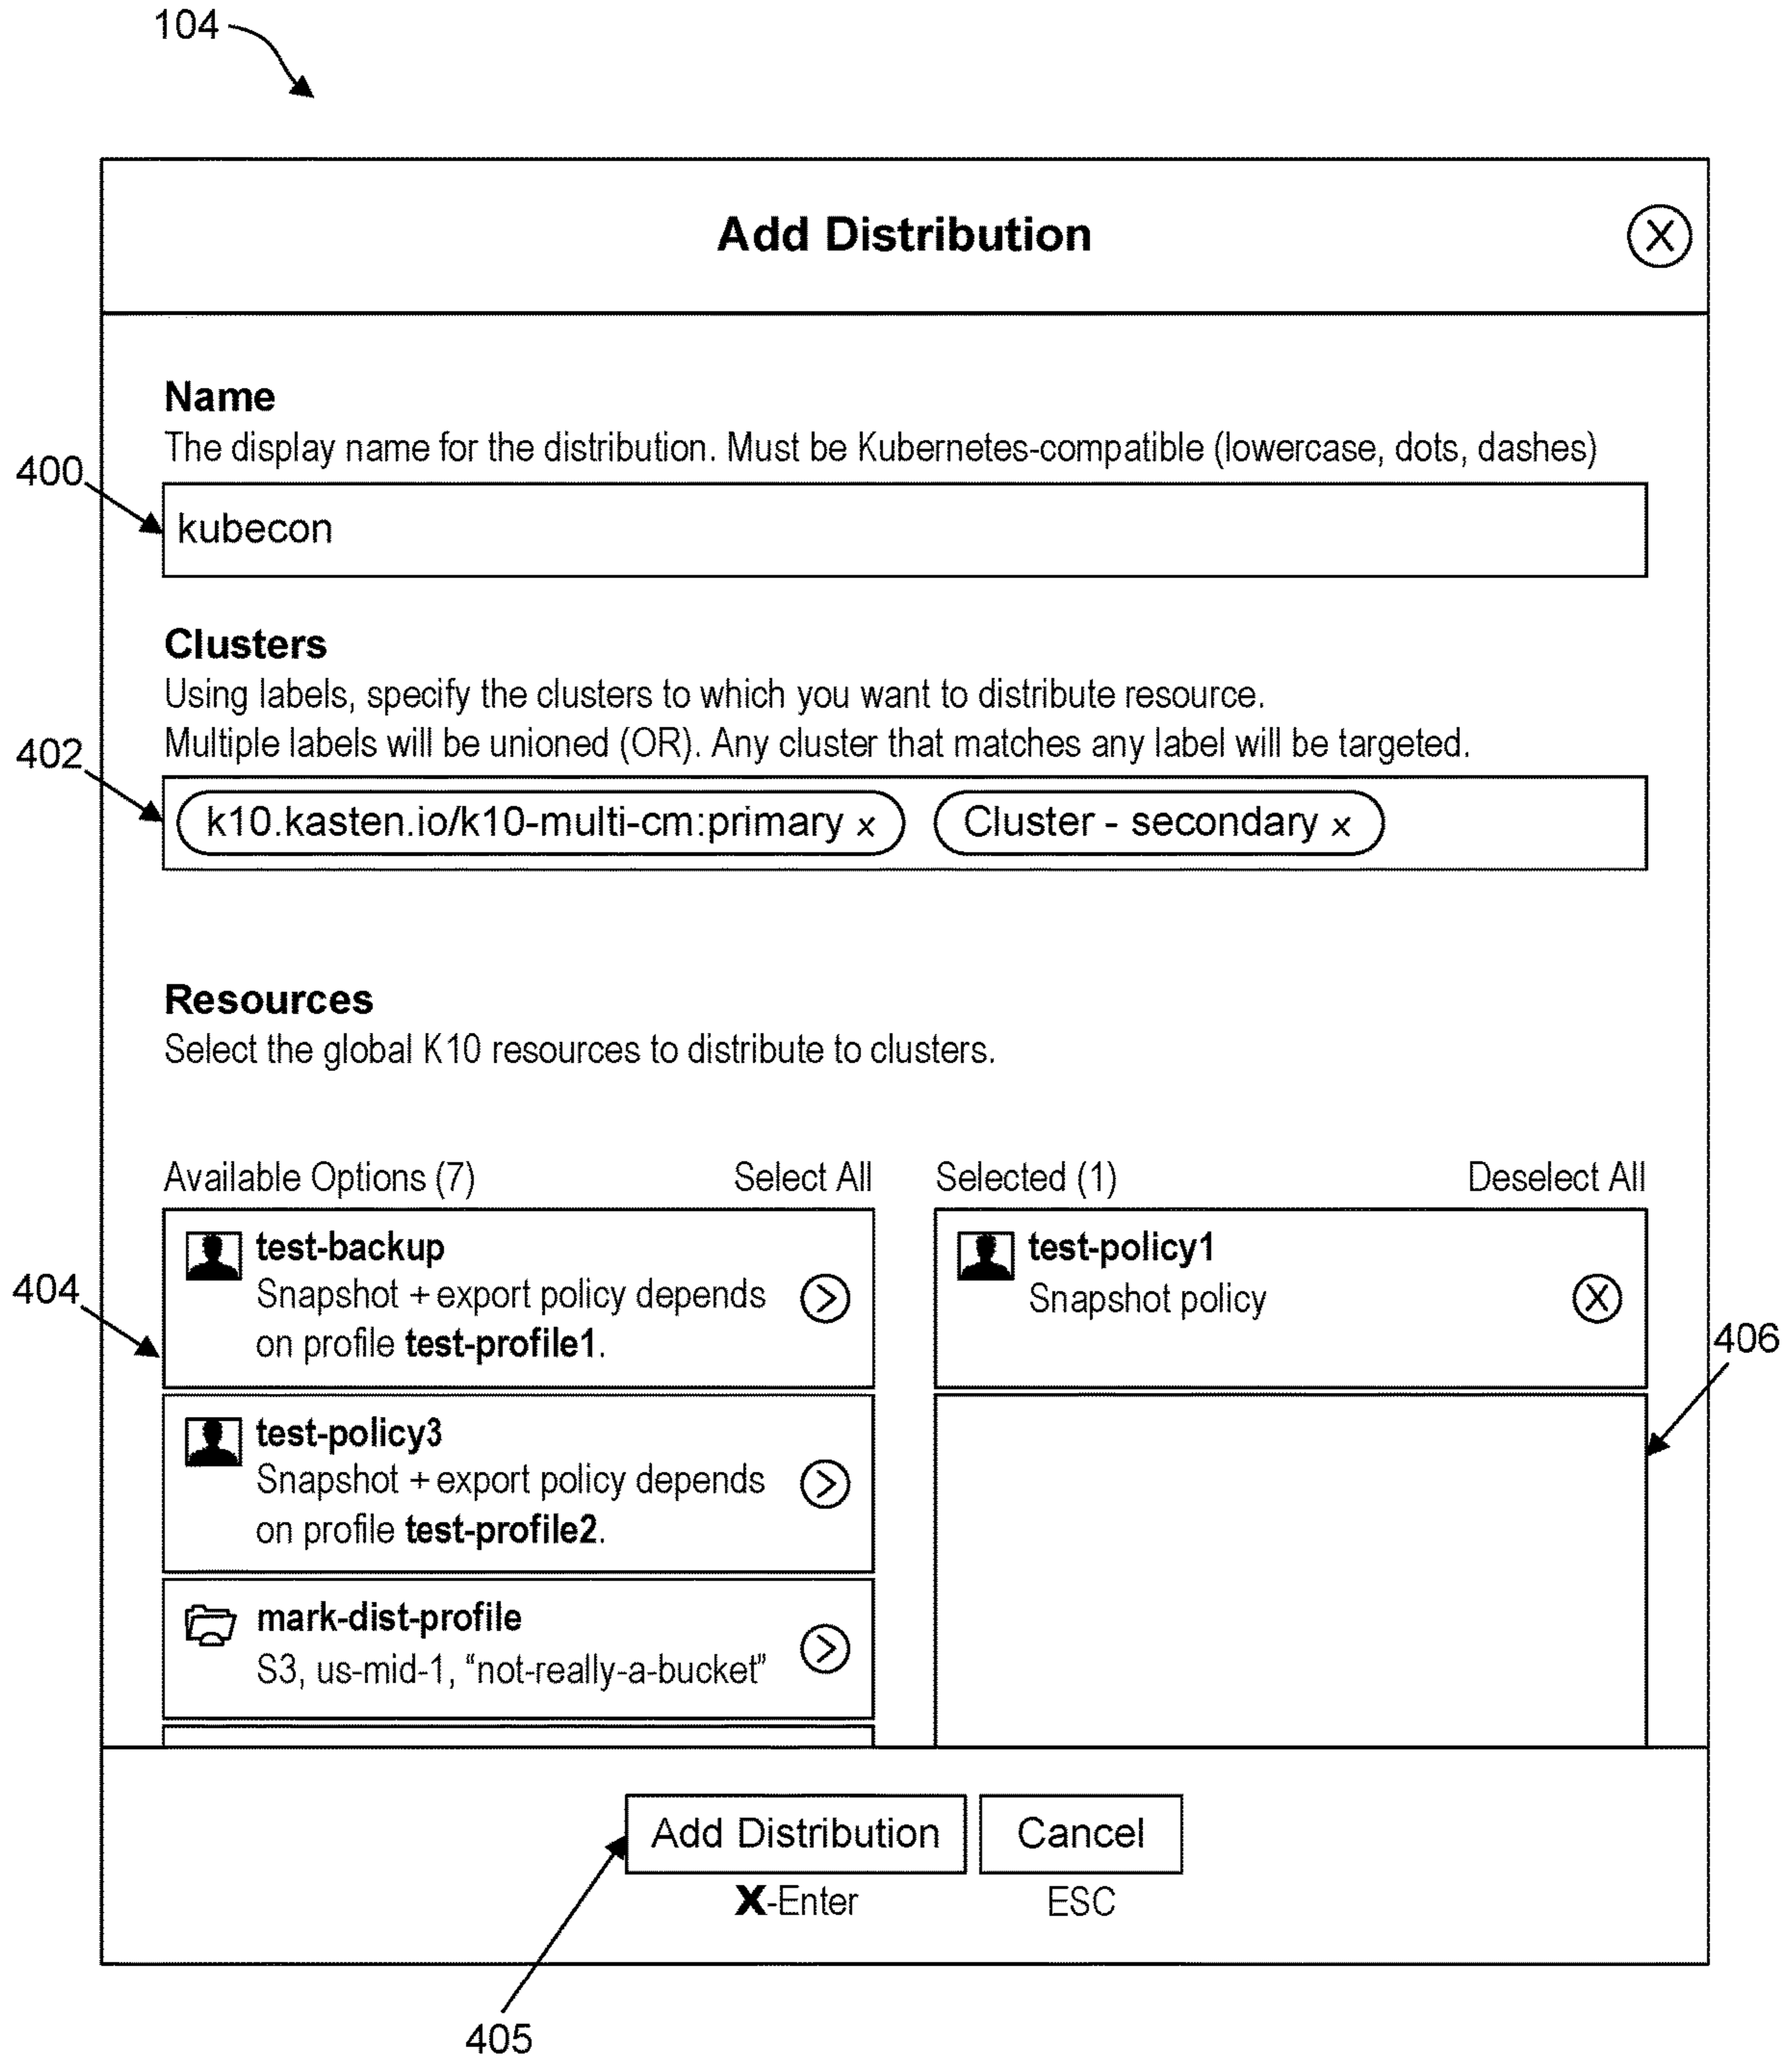 104
Add Distribution
X
Name
The display name for the distribution. Must be Kubernetes-compatible (lowercase, dots, dashes)
400
kubecon
Clusters
Using labels, specify the clusters to which you want to distribute resource.
Multiple labels will be unioned (OR). Any cluster that matches any label will be targeted.
402
k10.kasten.io/k10-multi-cm:primary x Cluster - secondary x
Resources
Select the global K10 resources to distribute to clusters.
Available Options (7) Select All
test-backup
Snapshot + export policy depends
on profile test-profile1.
404
test-policy3
Snapshot + export policy depends
on profile test-profile2.
mark-dist-profile
S3, us-mid-1, “not-really-a-bucket”
Selected (1) Deselect All
test-policy1
Snapshot policy
X
406
Add Distribution Cancel
X-Enter ESC
405